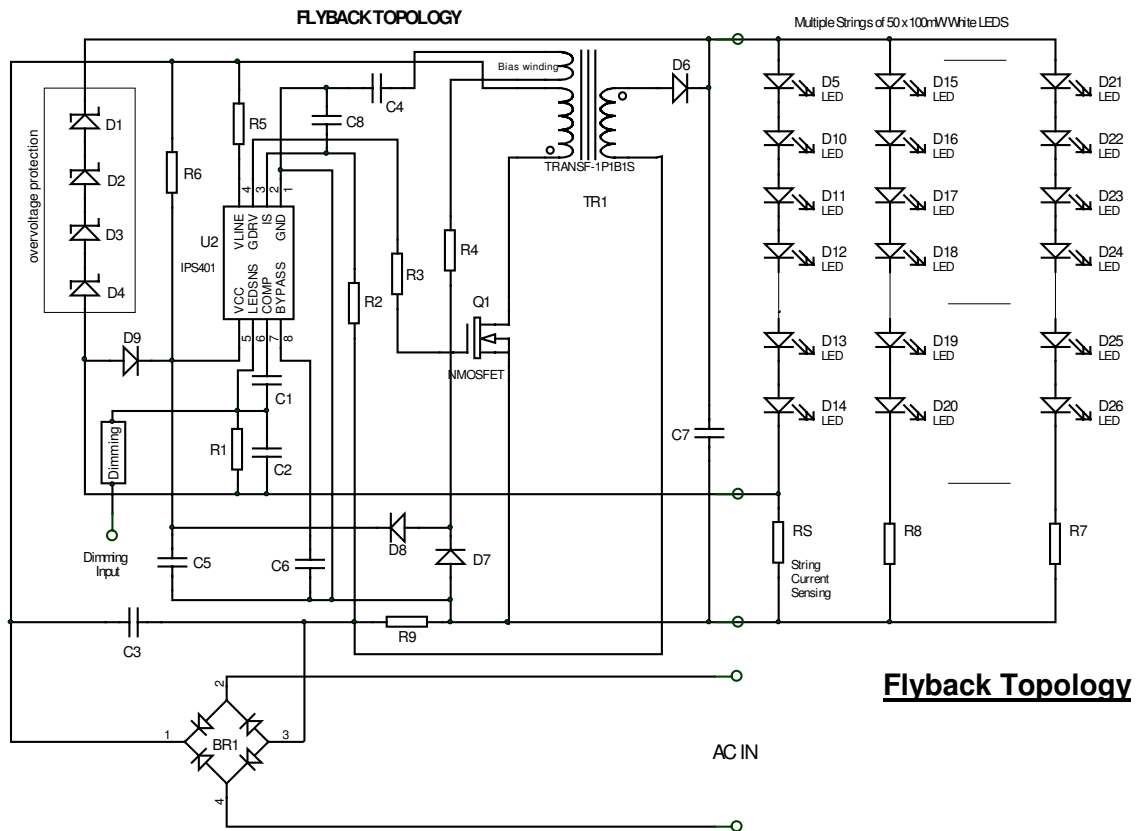 FLYBACK TOPOLOGY
Multiple Strings of 50 x 100mW White LEDS
Bias winding
D6
C4
D5
LED
D15
LED
D21
LED
overvoltage protection
D1
R5
C8
D10
LED
D16
LED
D22
LED
TRANSF-1P1B1S
TR1
D2
R6
4
3
2
1
D11
LED
D17
LED
D23
LED
D3
U2
IPS401
VLINE
GDRV
IS
GND
VCC
LEDSNS
COMP
BYPASS
R4
R3
R2
D12
LED
D18
LED
D24
LED
D4
Q1
NMOSFET
5
6
7
8
D9
D13
LED
D19
LED
D25
LED
C1
D14
LED
D20
LED
D26
LED
Dimming
R1
C2
C7
Dimming
Input
C5
C6
D8
D7
RS
R8
R7
String
Current
Sensing
C3
R9
Flyback Topology
2
1
BR1
3
4
AC IN